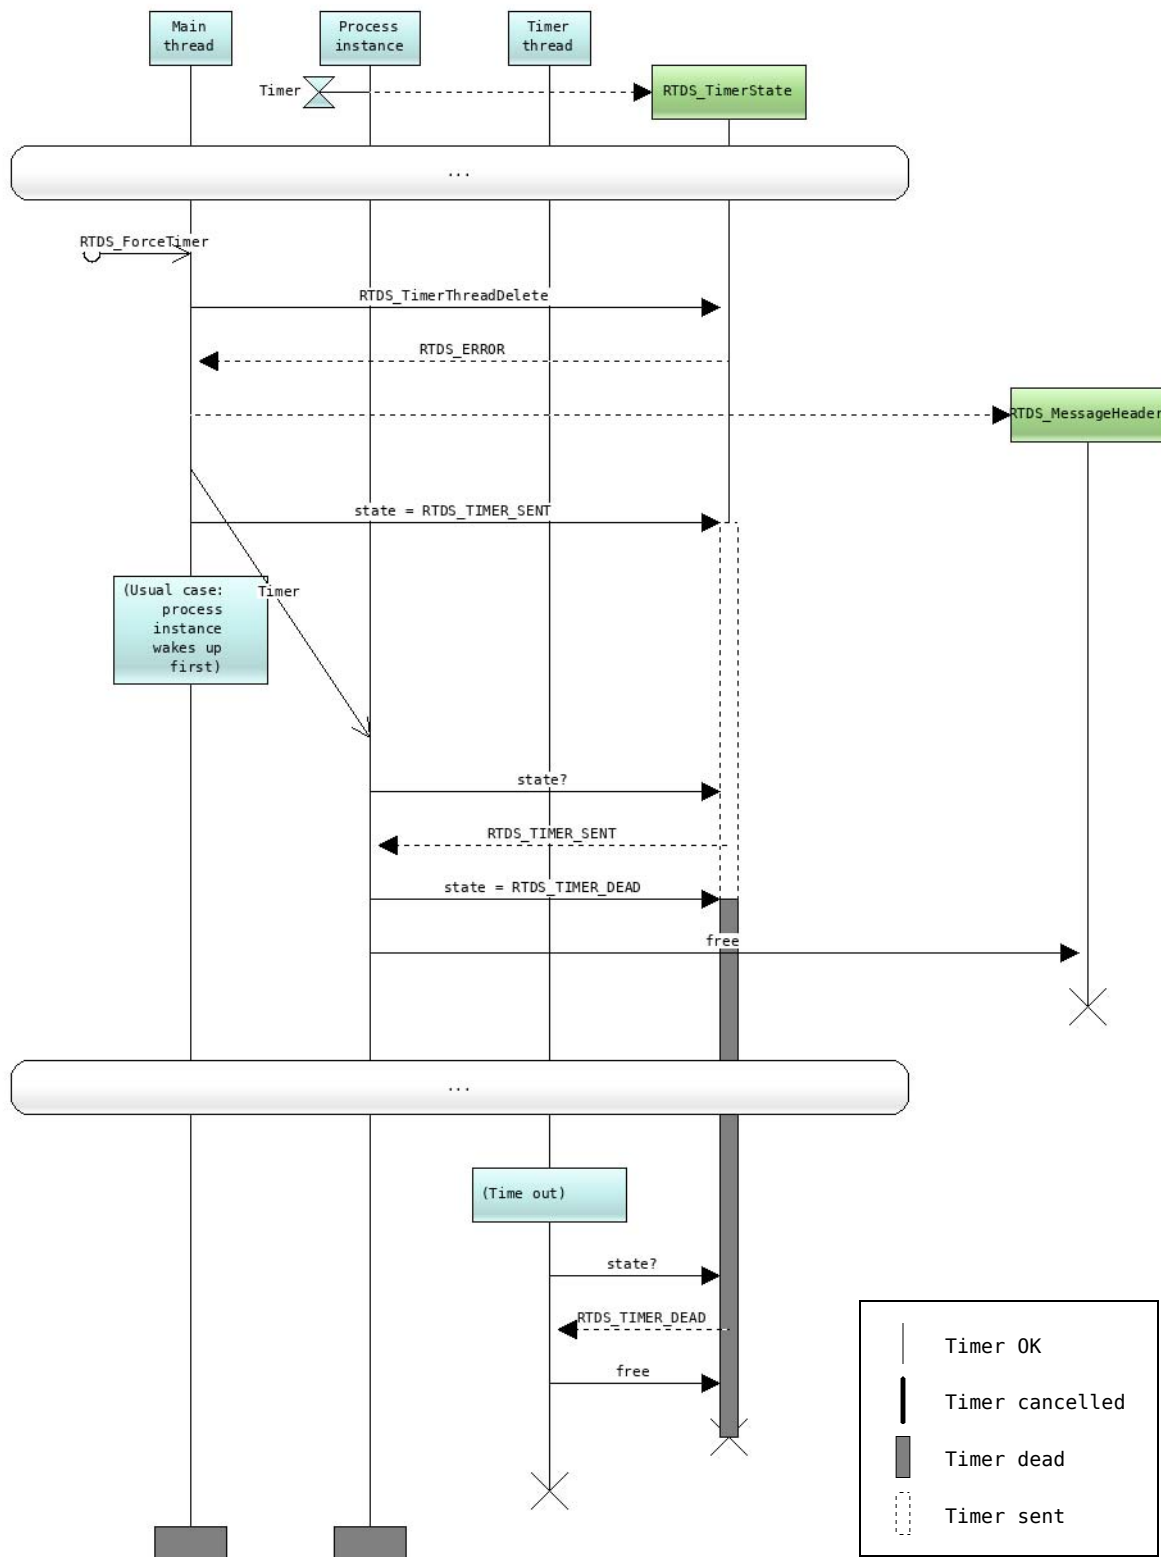 Main
thread
Process
instance
Timer
thread
Timer
RTDS_TimerState
...
RTDS_ForceTimer
RTDS_TimerThreadDelete
RTDS_ERROR
RTDS_MessageHeader
state = RTDS_TIMER_SENT
(Usual case:
process
instance
wakes up
first)
Timer
state?
RTDS_TIMER_SENT
state = RTDS_TIMER_DEAD
free
...
(Time out)
state?
RTDS_TIMER_DEAD
free
Timer OK
Timer cancelled
Timer dead
Timer sent